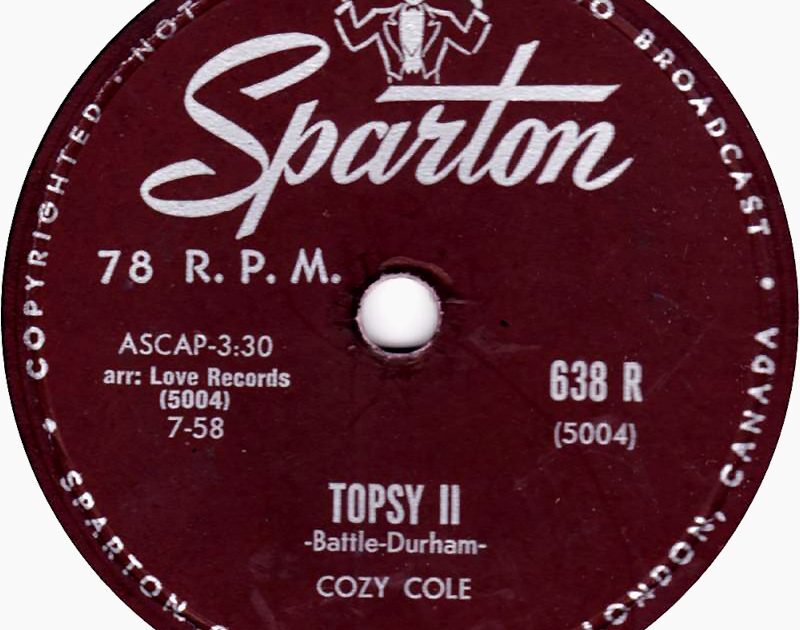 Sparton
78 R. P. M.
ASCAP-3:30
arr: Love Records
(5004)
7-58
638 R
(5004)
TOPSY II
-Battle-Durham-
COZY COLE
COPYRIGHTED · NOT
TO BROADCAST ·
SPARTON
LONDON, CANADA